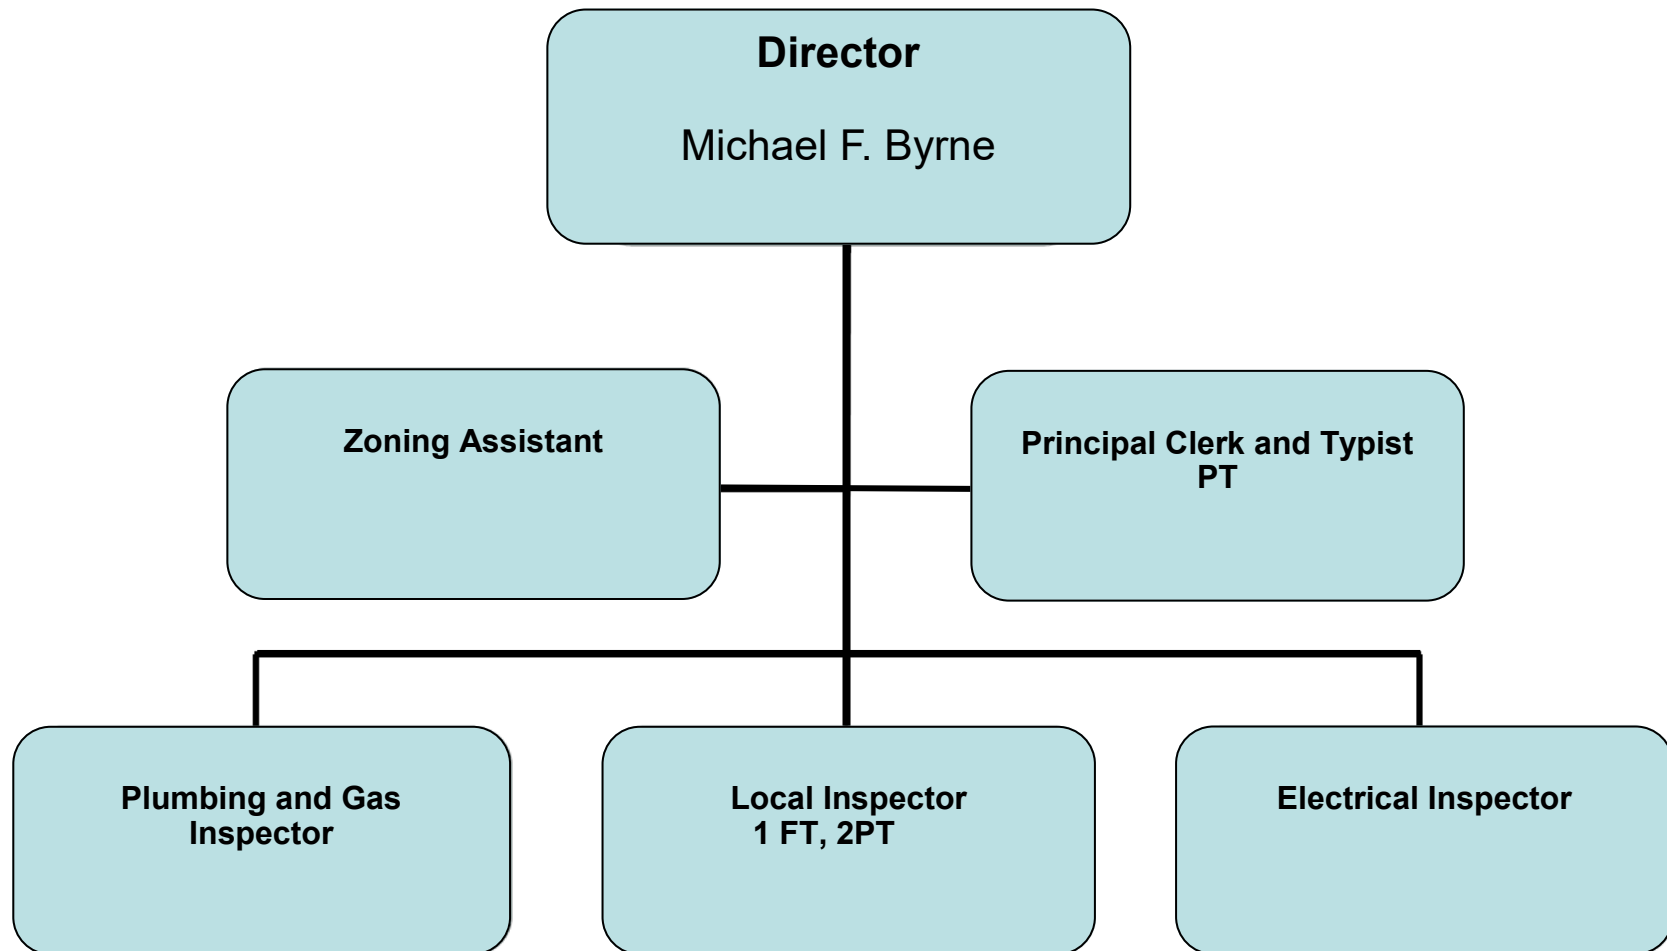 Director
Michael F. Byrne
Zoning Assistant
Principal Clerk and Typist
PT
Plumbing and Gas
Inspector
Local Inspector
1 FT, 2PT
Electrical Inspector